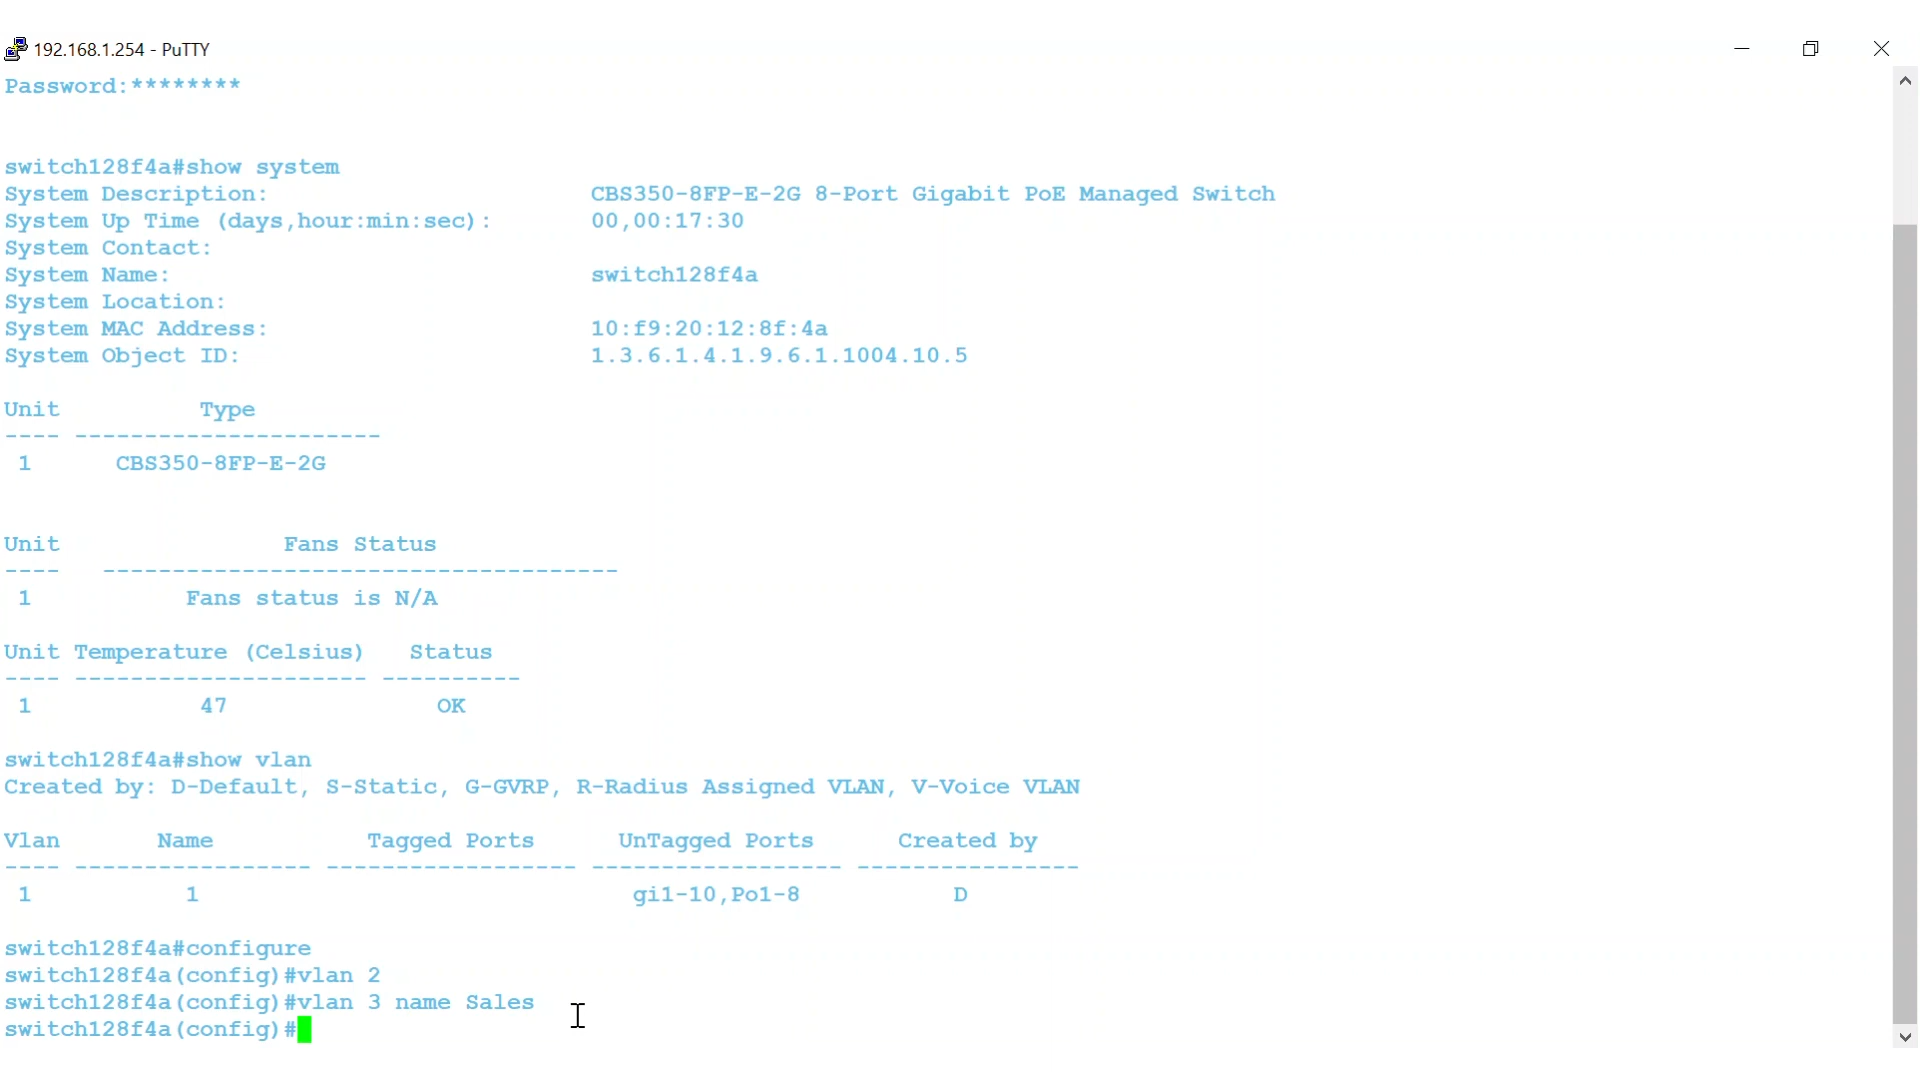 192.168.1.254 - PuTTY
Password:********
switch128f4a#show system
System Description: CBS350-8FP-E-2G 8-Port Gigabit PoE Managed Switch
System Up Time (days,hour:min:sec): 00,00:17:30
System Contact:
System Name: switch128f4a
System Location:
System MAC Address: 10:f9:20:12:8f:4a
System Object ID: 1.3.6.1.4.1.9.6.1.1004.10.5
Unit Type
---- ----------------------
1 CBS350-8FP-E-2G
Unit Fans Status
---- -------------------------------------
1 Fans status is N/A
Unit Temperature (Celsius) Status
---- --------------------- ----------
1 47 OK
switch128f4a#show vlan
Created by: D-Default, S-Static, G-GVRP, R-Radius Assigned VLAN, V-Voice VLAN
Vlan Name Tagged Ports UnTagged Ports Created by
---- ----------------- ------------------ ------------------ ----------------
1 1 gi1-10,Po1-8 D
switch128f4a#configure
switch128f4a(config)#vlan 2
switch128f4a(config)#vlan 3 name Sales
switch128f4a(config)#